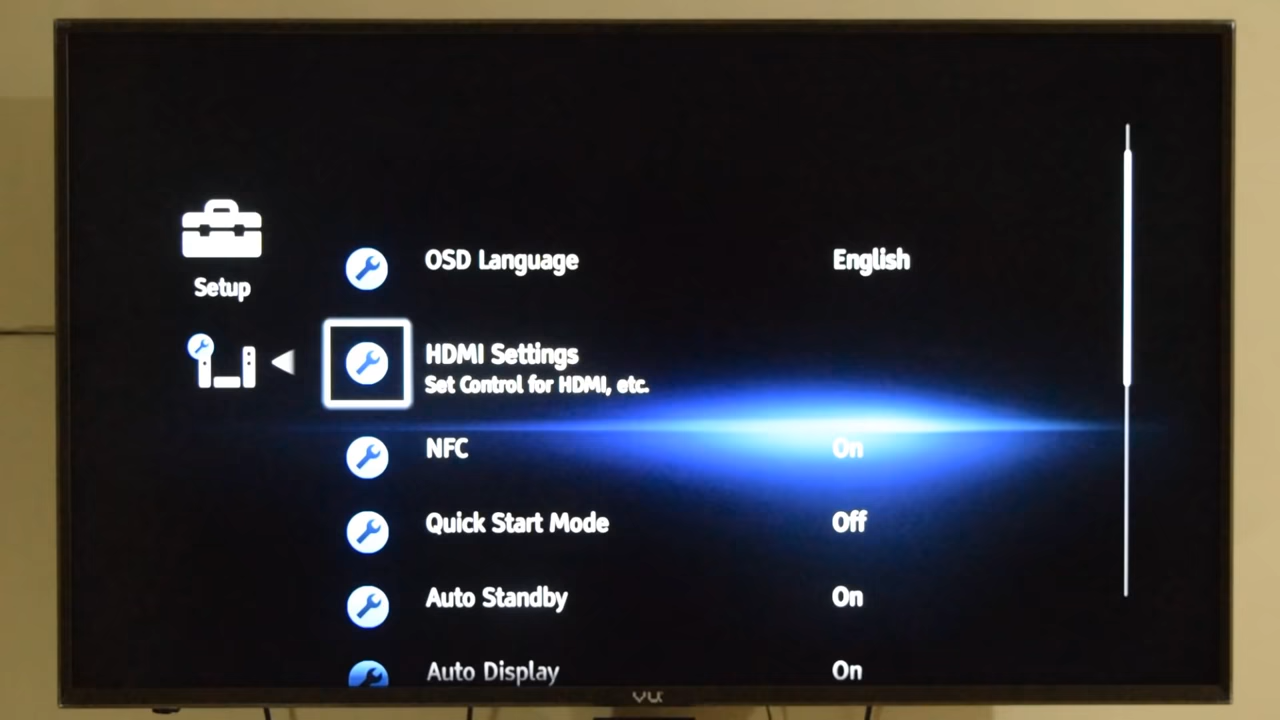 Setup
OSD Language English
HDMI Settings
Set Control for HDMI, etc.
NFC On
Quick Start Mode Off
Auto Standby On
Auto Display On
vu